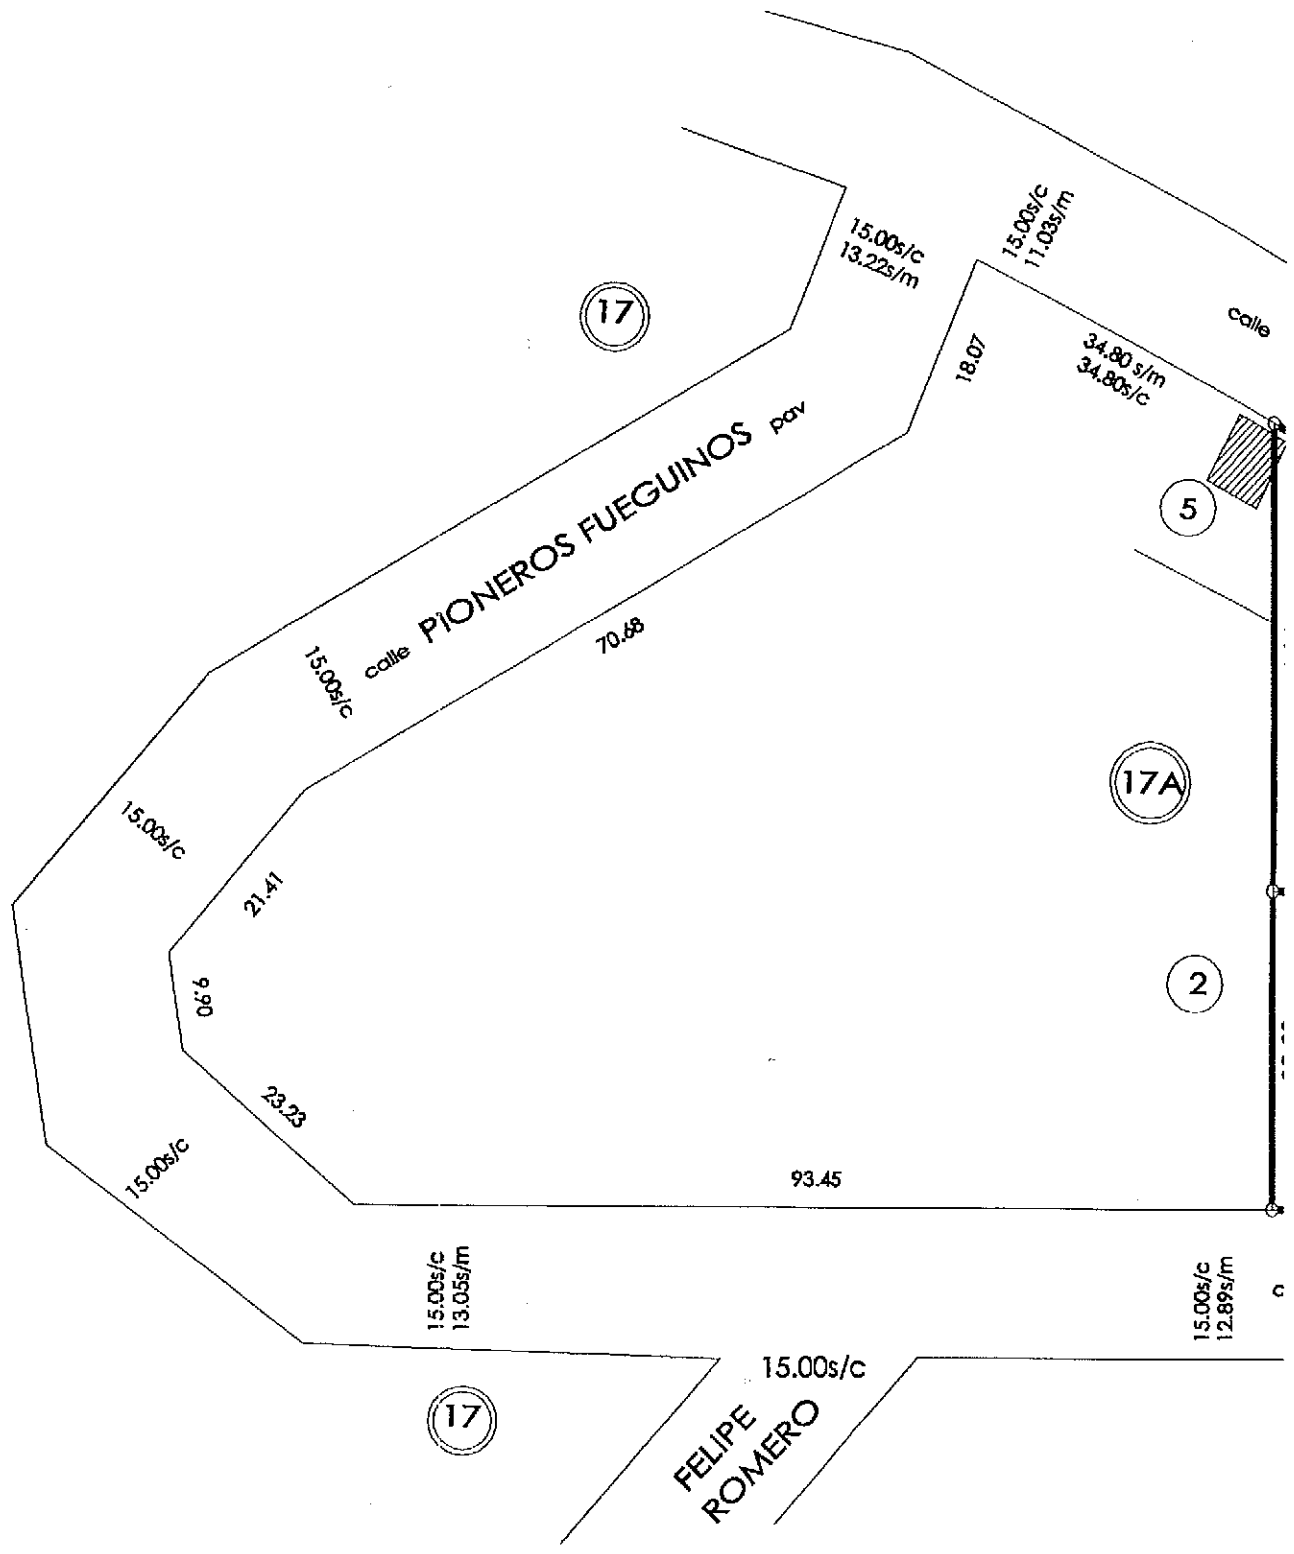 15.00s/c
11.03s/m
15.00s/c
13.22s/m
17
calle
34.80 s/m
34.80s/c
18.07
calle PIONEROS FUEGUINOS pav
5
70.68
15.00s/c
17A
15.00s/c
21.41
2
9.90
23.23
15.00s/c
93.45
15.00s/c
13.05s/m
15.00s/c
12.89s/m
c
15.00s/c
17
FELIPE
ROMERO